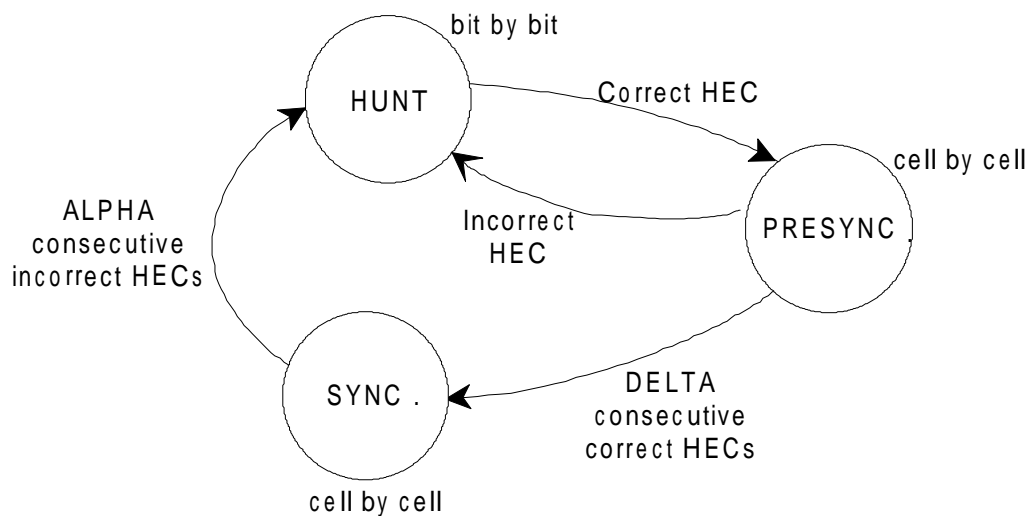 bit by bit
HUNT
Correct HEC
cell by cell
Incorrect
HEC
PRESYNC .
ALPHA
consecutive
incorrect HECs
SYNC .
DELTA
consecutive
correct HECs
cell by cell